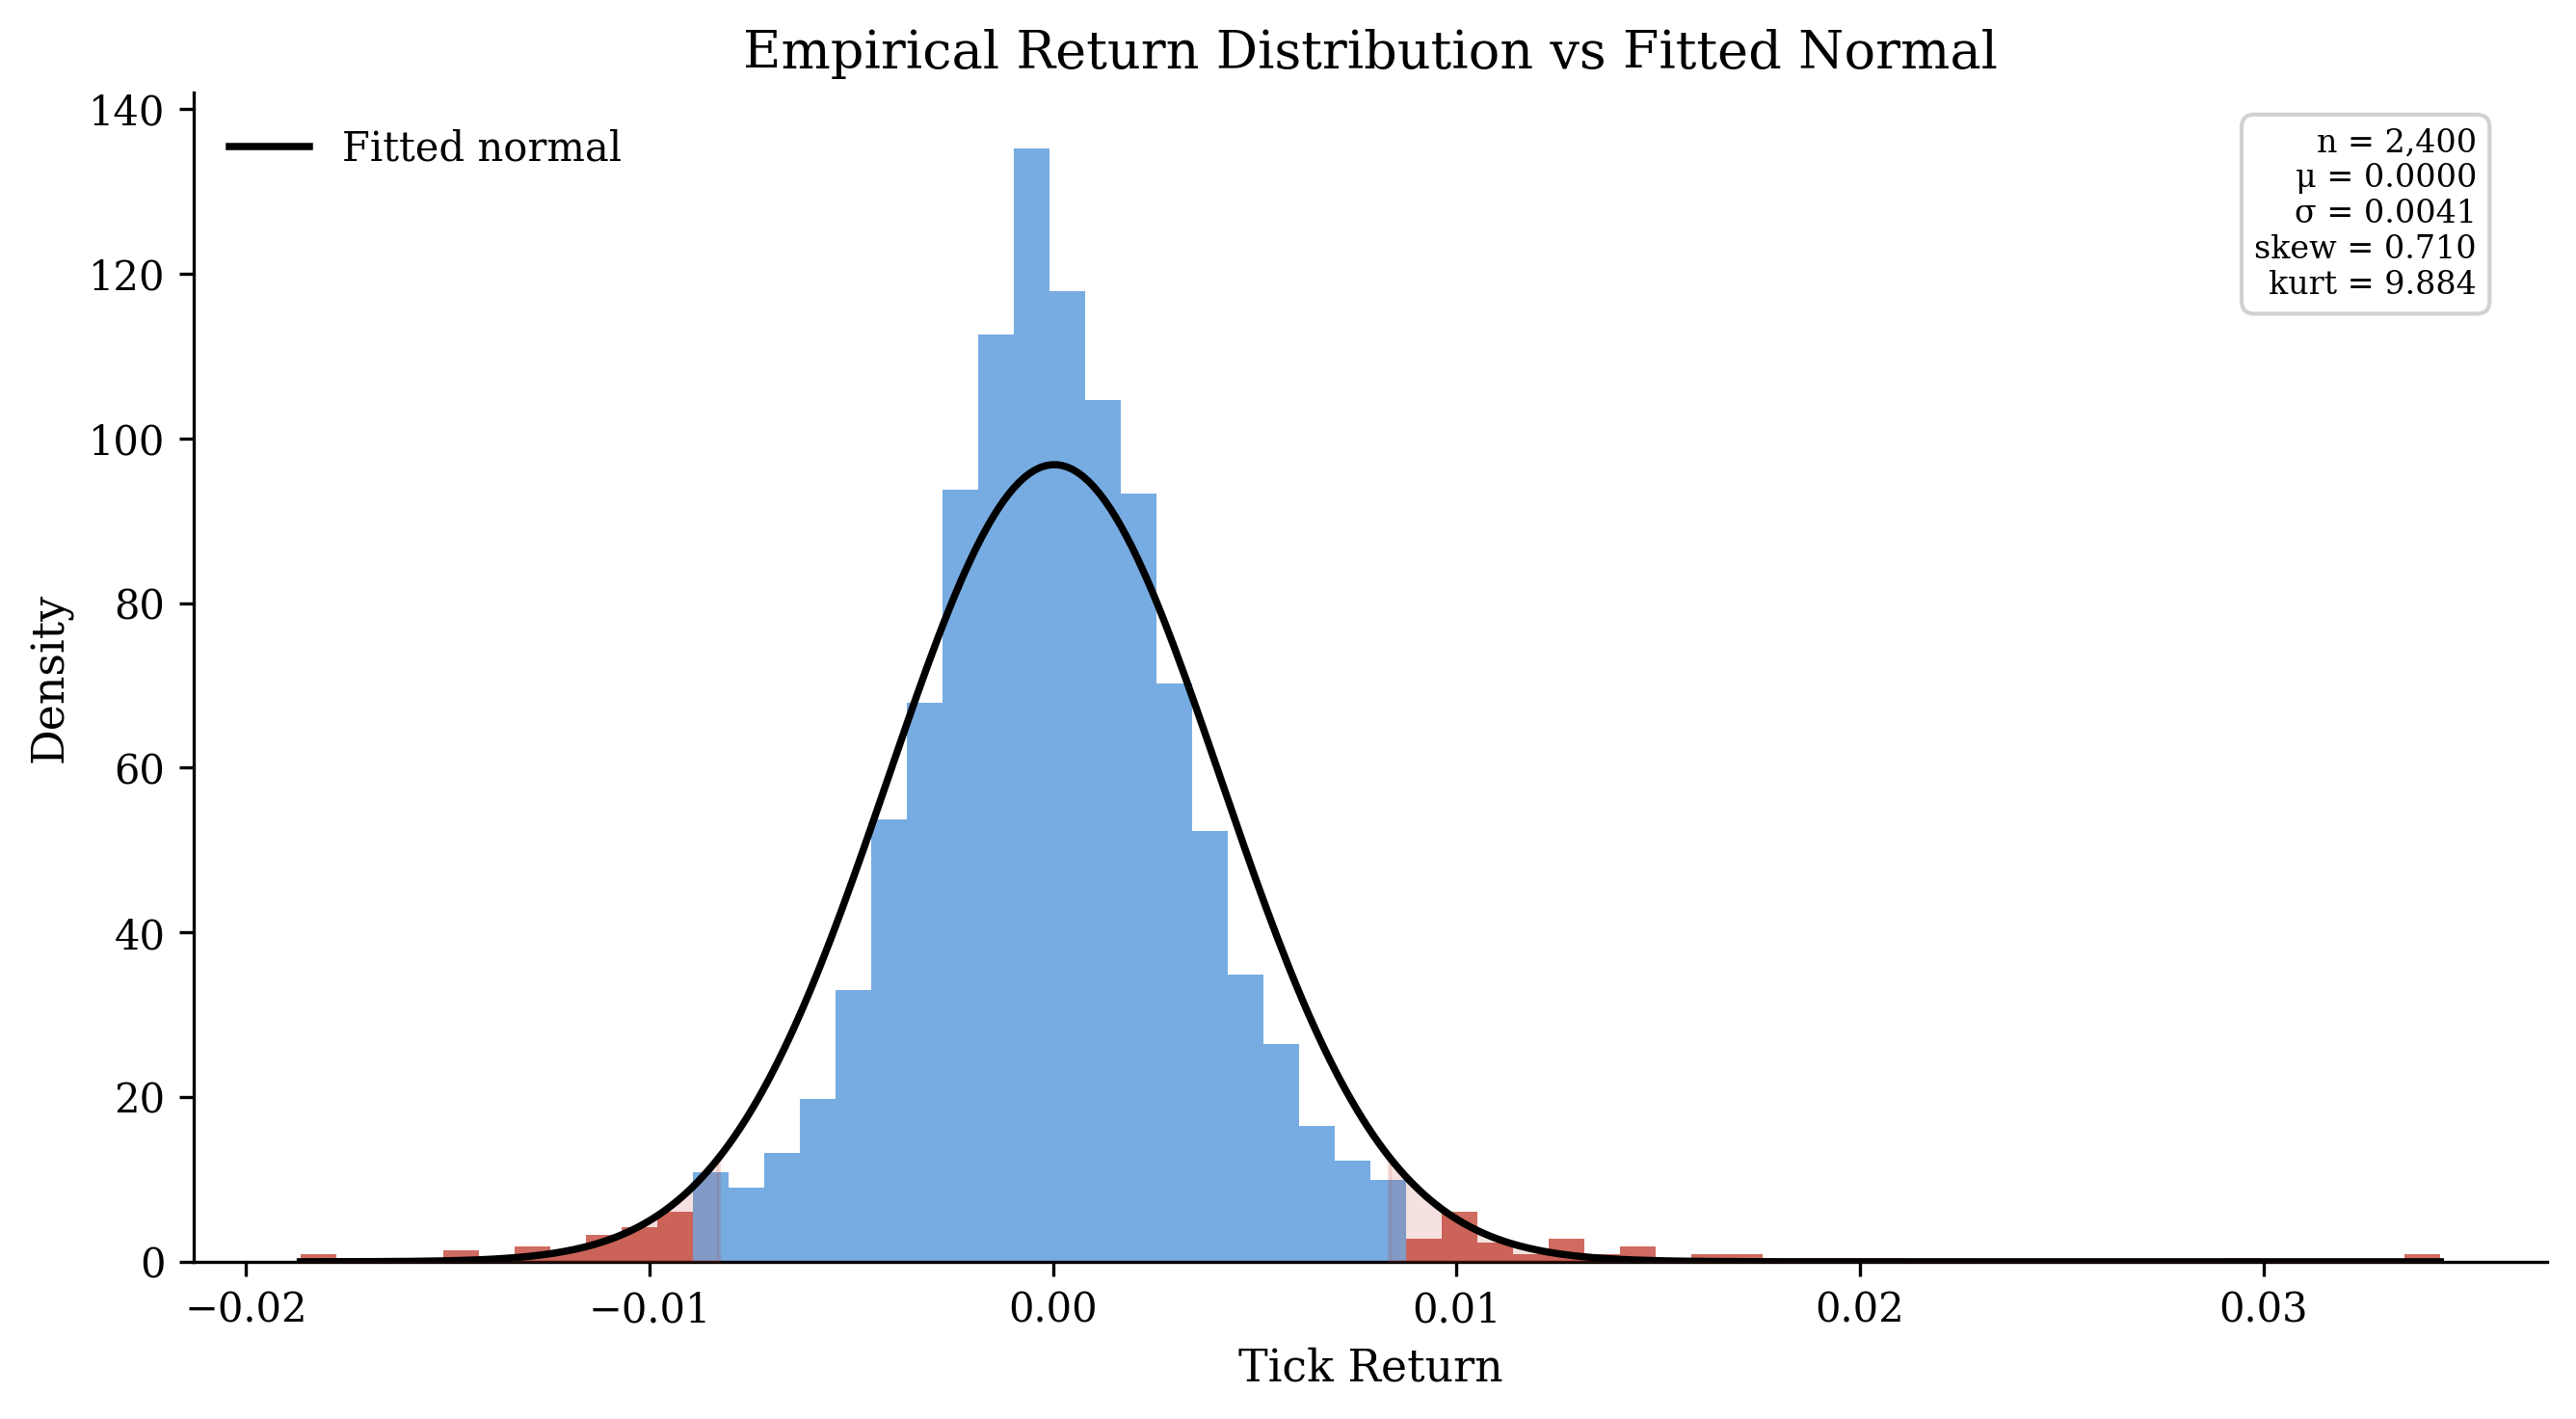 Empirical Return Distribution vs Fitted Normal
Fitted normal
n = 2,400
μ = 0.0000
σ = 0.0041
skew = 0.710
kurt = 9.884
Density
140
120
100
80
60
40
20
0
−0.02 −0.01 0.00 0.01 0.02 0.03
Tick Return